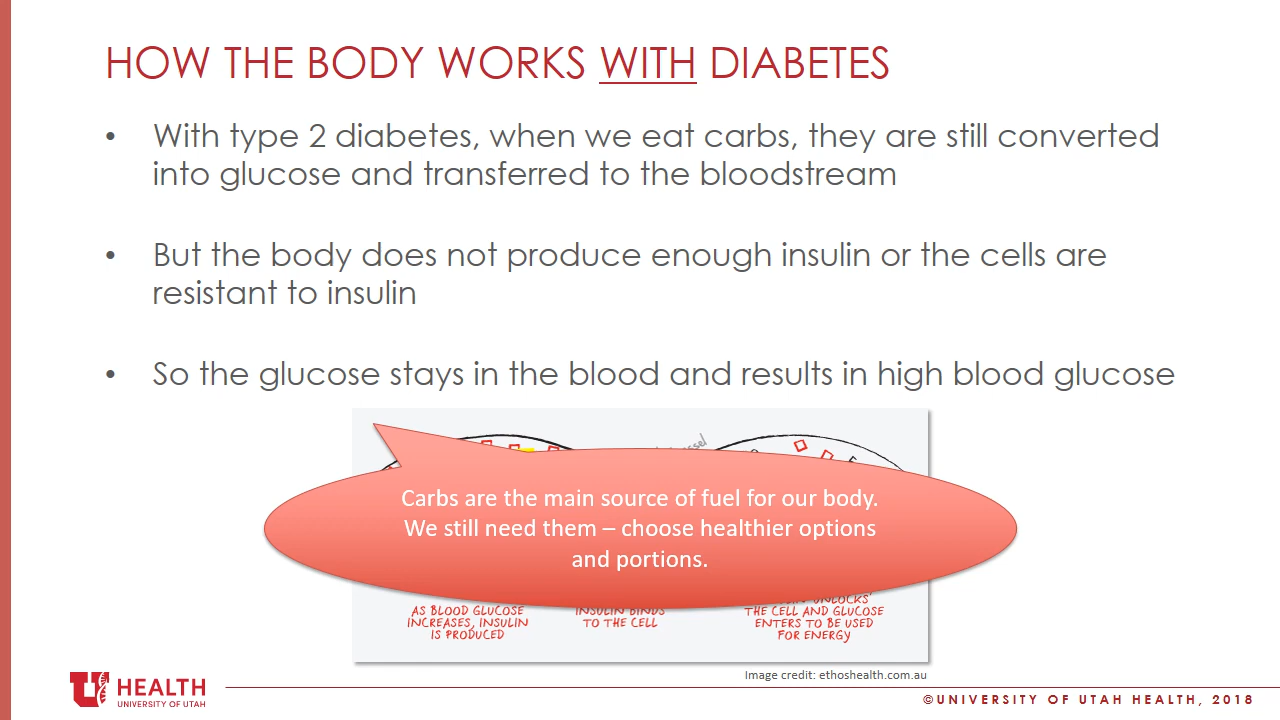 HOW THE BODY WORKS WITH DIABETES
• With type 2 diabetes, when we eat carbs, they are still converted
into glucose and transferred to the bloodstream
• But the body does not produce enough insulin or the cells are
resistant to insulin
• So the glucose stays in the blood and results in high blood glucose
Carbs are the main source of fuel for our body.
We still need them – choose healthier options
and portions.
AS BLOOD GLUCOSE
INCREASES, INSULIN
IS PRODUCED
INSULIN BINDS
TO THE CELL
UNLOCKS'
THE CELL AND GLUCOSE
ENTERS TO BE USED
FOR ENERGY
Image credit: ethoshealth.com.au
U HEALTH
UNIVERSITY OF UTAH
©UNIVERSITY OF UTAH HEALTH, 2018